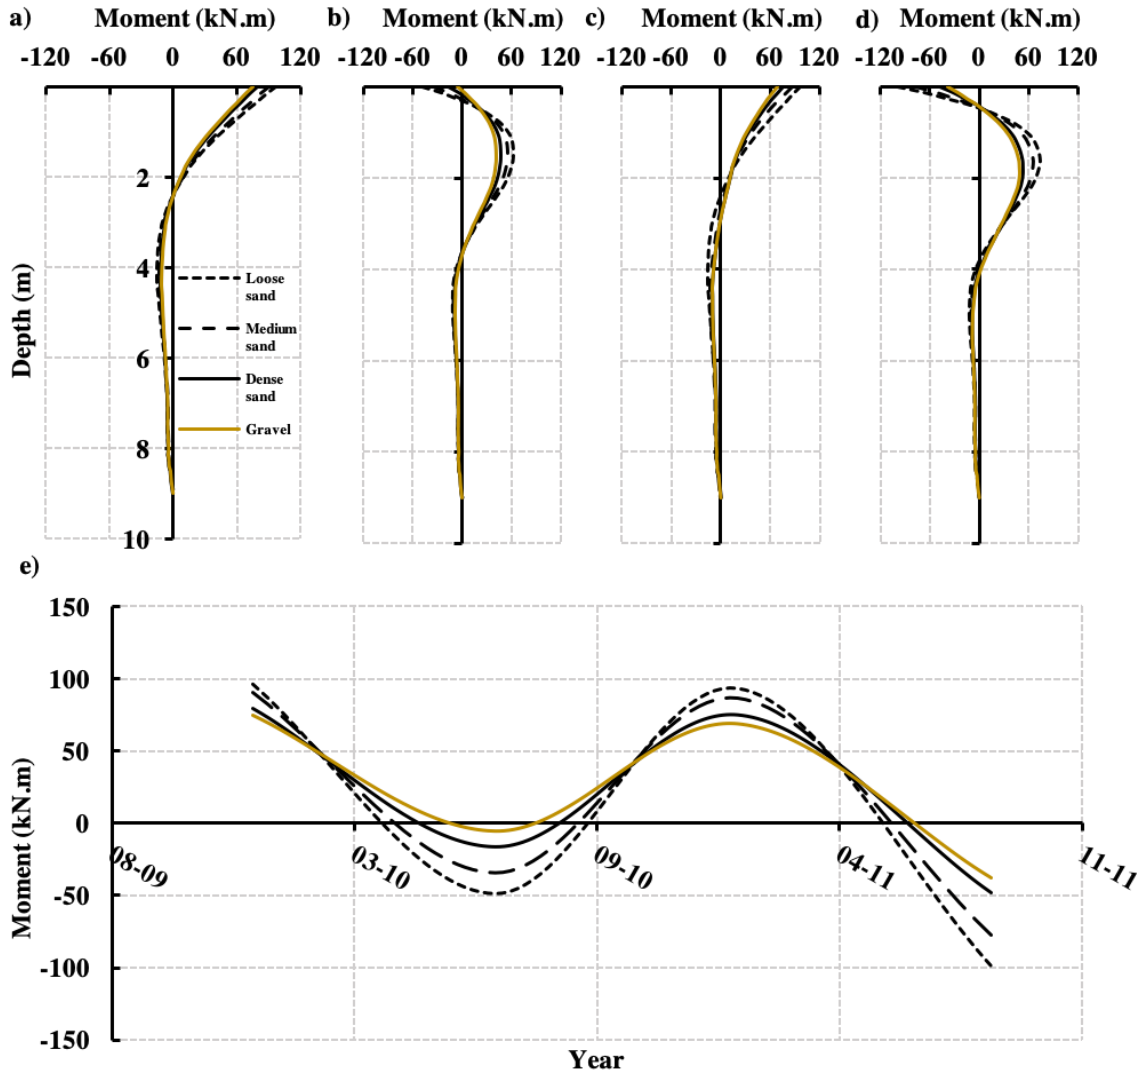 a) Moment (kN.m) b) Moment (kN.m) c) Moment (kN.m) d) Moment (kN.m)
-120 -60 0 60 120 -120 -60 0 60 120 -120 -60 0 60 120 -120 -60 0 60 120
2
4
6
8
10
Depth (m)
Loose
sand
Medium
sand
Dense
sand
Gravel
e)
150
100
50
0
-50
-100
-150
Moment (kN.m)
08-09 03-10 09-10 04-11 11-11
Year